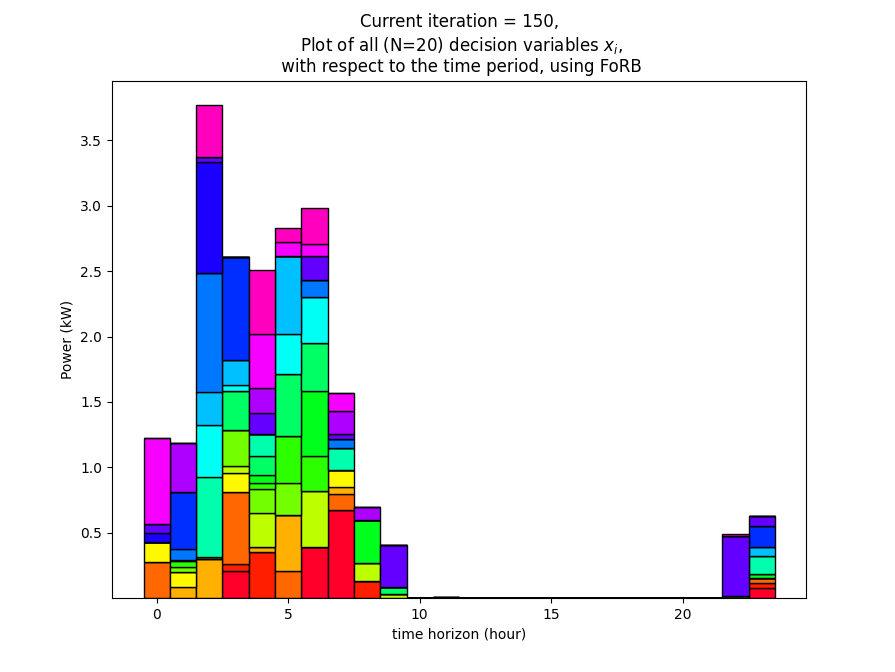 Current iteration = 150,
Plot of all (N=20) decision variables $x_i$,
with respect to the time period, using FoRB
3.5
3.0
2.5
2.0
1.5
1.0
0.5
Power (kW)
0 5 10 15 20
time horizon (hour)